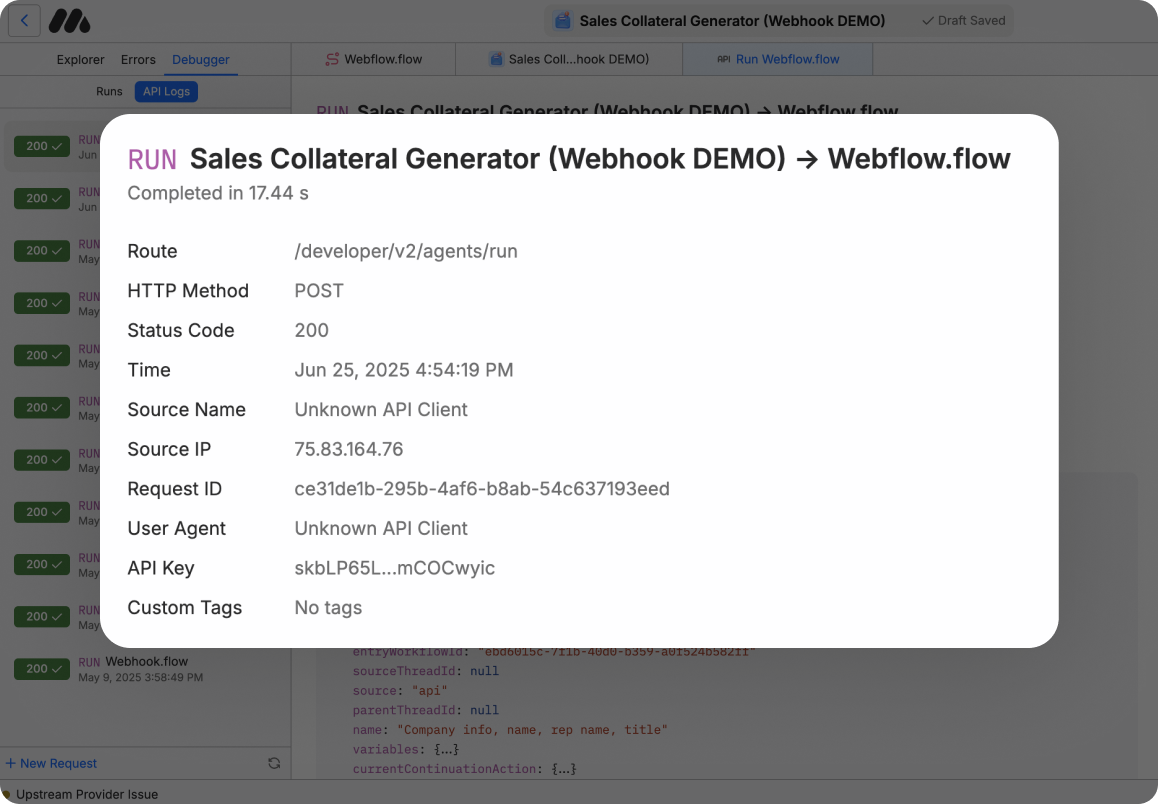 Sales Collateral Generator (Webhook DEMO) Draft Saved
Explorer Errors Debugger
Webflow.flow Sales Coll...hook DEMO) API Run Webflow.flow
Runs API Logs
RUN Sales Collateral Generator (Webhook DEMO) → Webflow.flow
200 RUN
Jun
200 RUN
Jun
200 RUN
May
200 RUN
May
200 RUN
May
200 RUN
May
200 RUN
May
200 RUN
May
200 RUN
May
200 RUN
May
200 RUN Webhook.flow
May 9, 2025 3:58:49 PM
RUN Sales Collateral Generator (Webhook DEMO) → Webflow.flow
Completed in 17.44 s
Route /developer/v2/agents/run
HTTP Method POST
Status Code 200
Time Jun 25, 2025 4:54:19 PM
Source Name Unknown API Client
Source IP 75.83.164.76
Request ID ce31de1b-295b-4af6-b8ab-54c637193eed
User Agent Unknown API Client
API Key skbLP65L...mCOCwyic
Custom Tags No tags
entryWorkflowId: "ebd6015c-7f1b-40d0-b359-a0f524b582ff"
sourceThreadId: null
source: "api"
parentThreadId: null
name: "Company info, name, rep name, title"
variables: {…}
currentContinuationAction: {…}
+ New Request
Upstream Provider Issue